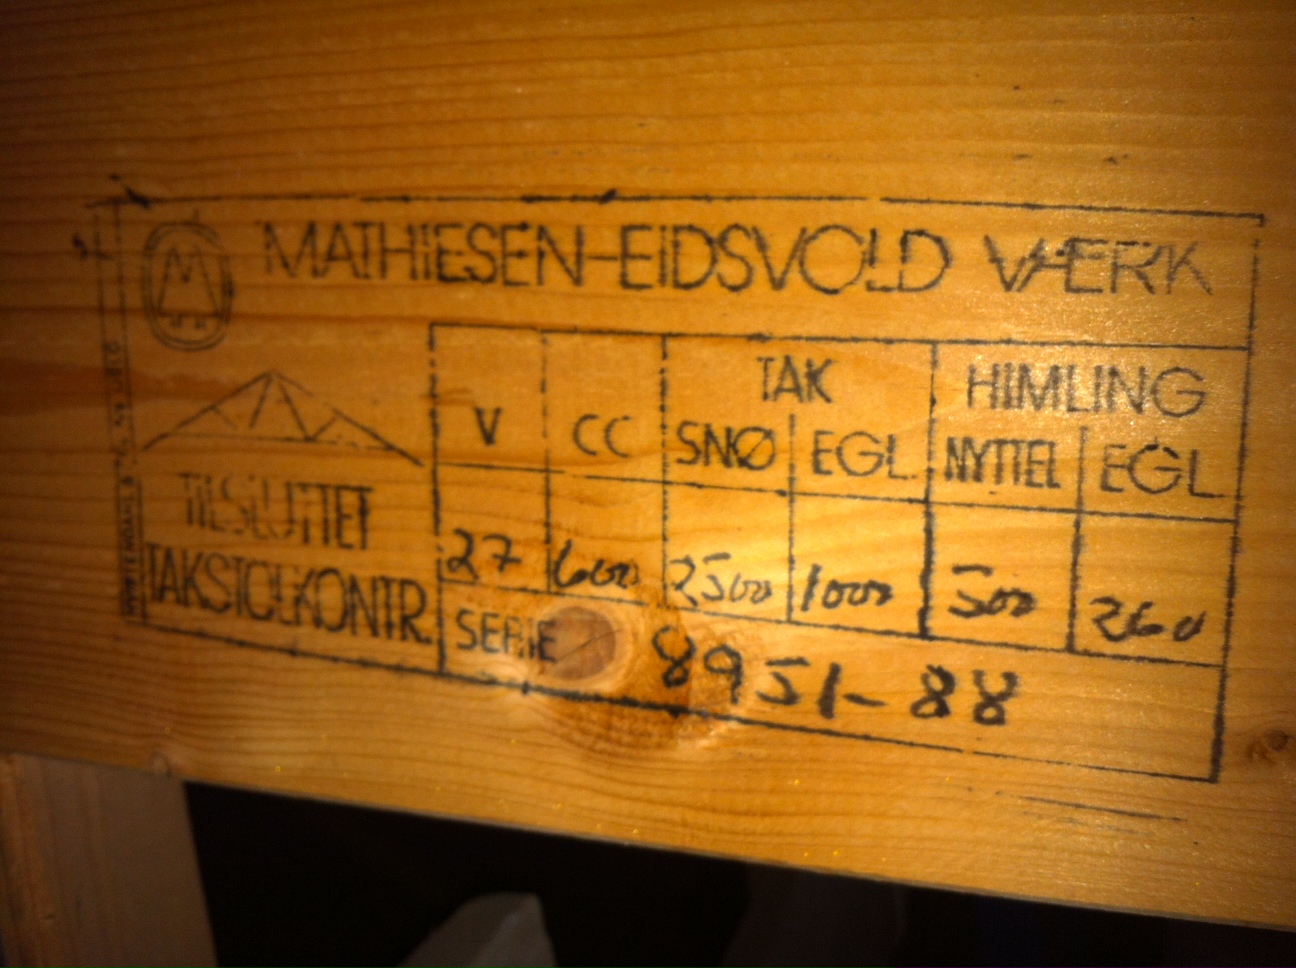 MATHIESEN-EIDSVOLD VÆRK
TAK HIMLING
V CC SNØ EGL. NYTTEL EGL.
27 600 2500 1000 500 260
TILSLUTTET
TAKSTOLKONTR.
SERIE 8951-88